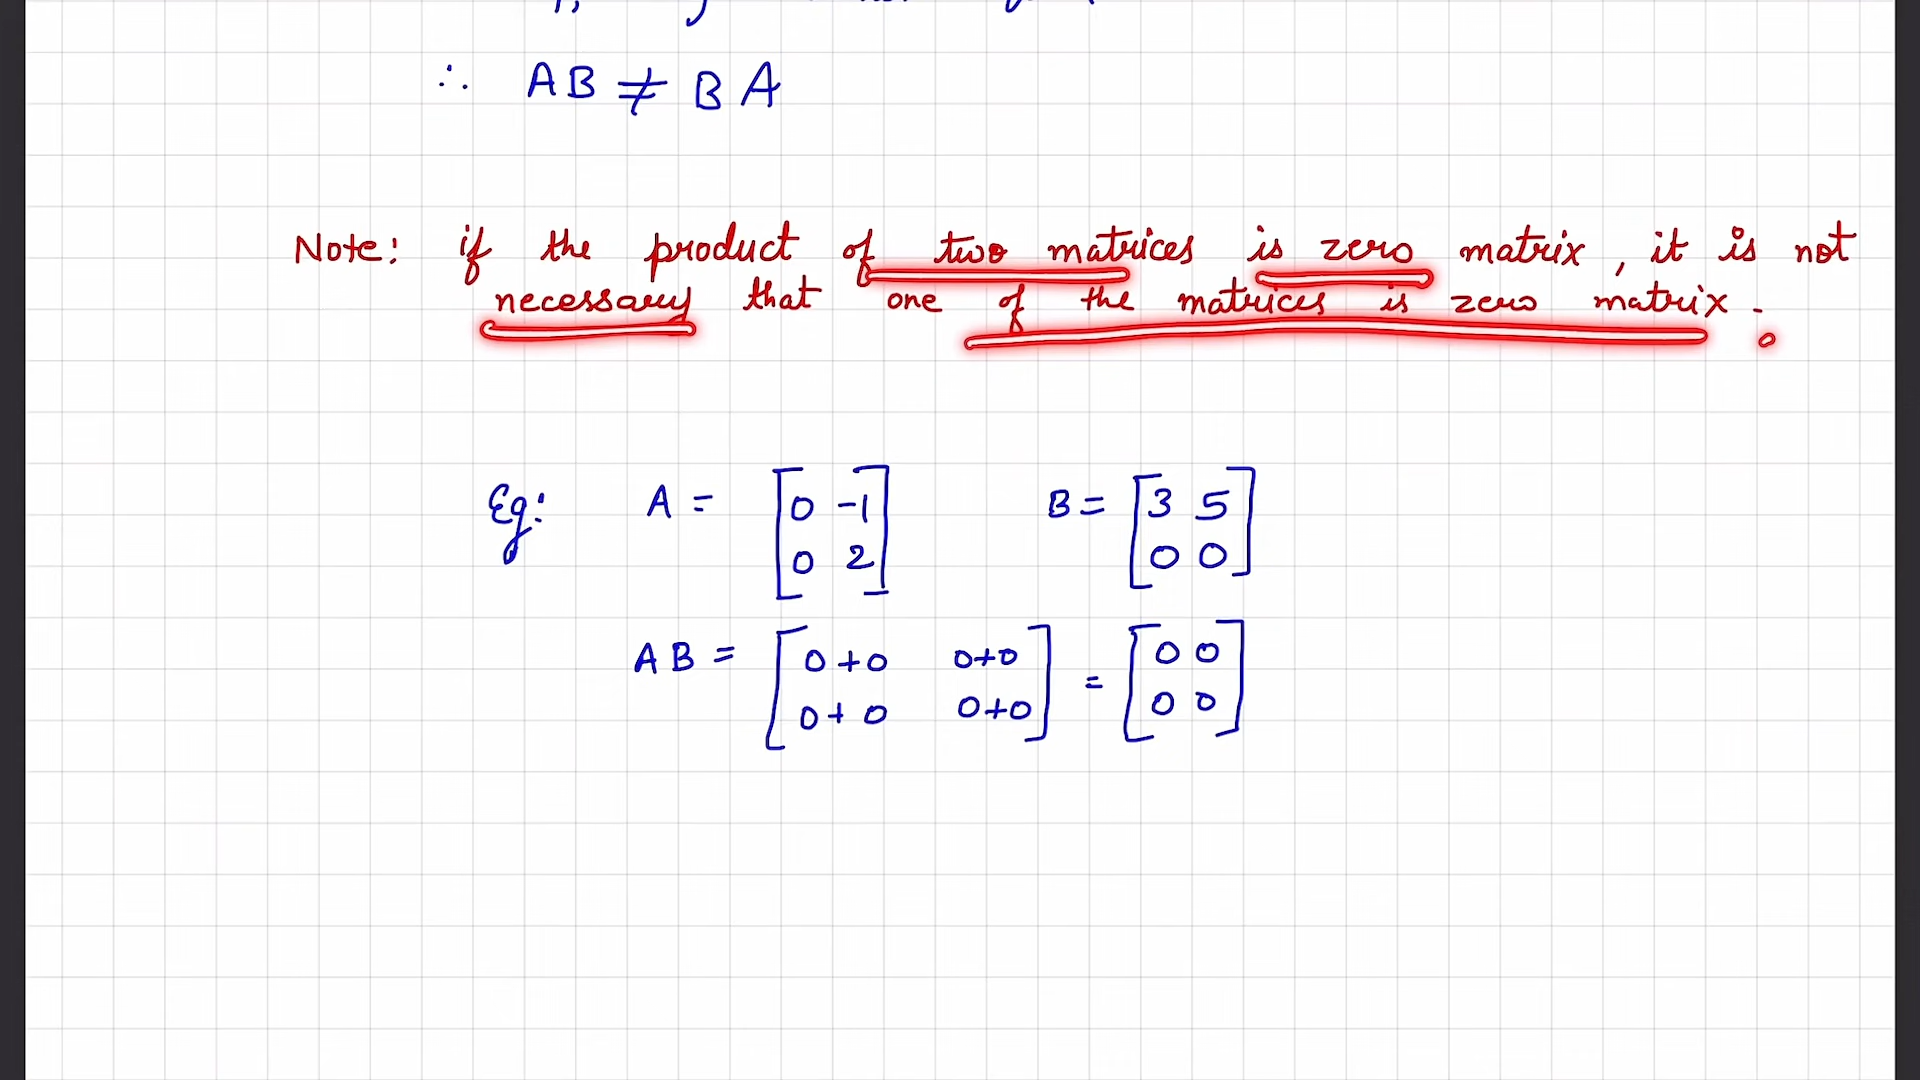 ∴ AB ≠ BA
Note: if the product of two matrices is zero matrix, it is not
necessary that one of the matrices is zero matrix.
Eg: A = [0 -1 B = [3 5
0 2] 0 0]
AB = [0+0 0+0 = [0 0
0+0 0+0] 0 0]